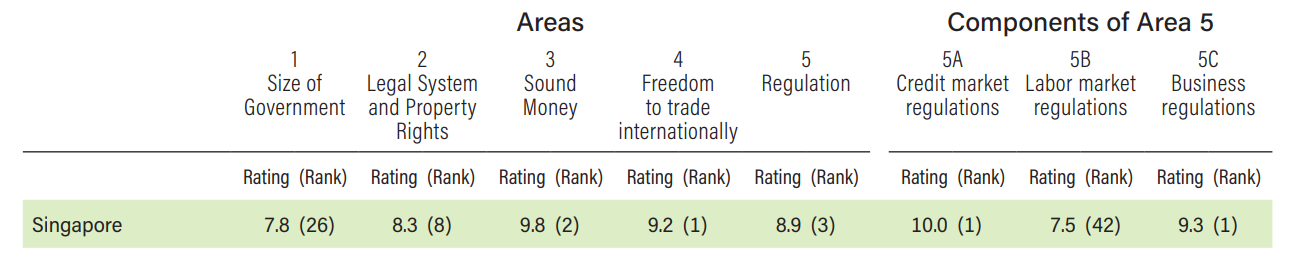 Areas Components of Area 5
1 2 3 4 5 5A 5B 5C
Size of Legal System Sound Freedom Regulation Credit market Labor market Business
Government and Property Money to trade regulations regulations regulations
Rights internationally
Rating (Rank) Rating (Rank) Rating (Rank) Rating (Rank) Rating (Rank) Rating (Rank) Rating (Rank) Rating (Rank)
Singapore 7.8 (26) 8.3 (8) 9.8 (2) 9.2 (1) 8.9 (3) 10.0 (1) 7.5 (42) 9.3 (1)